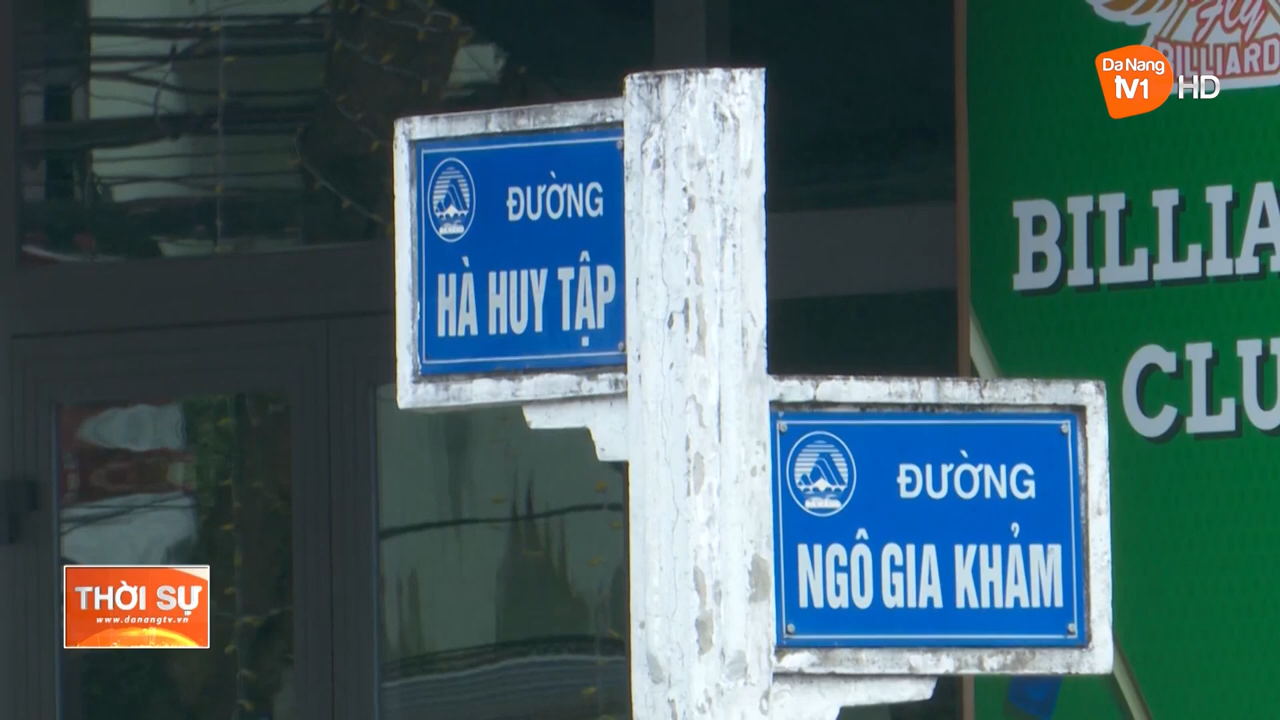 Fly
BILLIARD
Da Nang
TV1 HD
ĐƯỜNG
HÀ HUY TẬP
BILLIA
CLU
ĐƯỜNG
NGÔ GIA KHẢM
THỜI SỰ
www.danangtv.vn